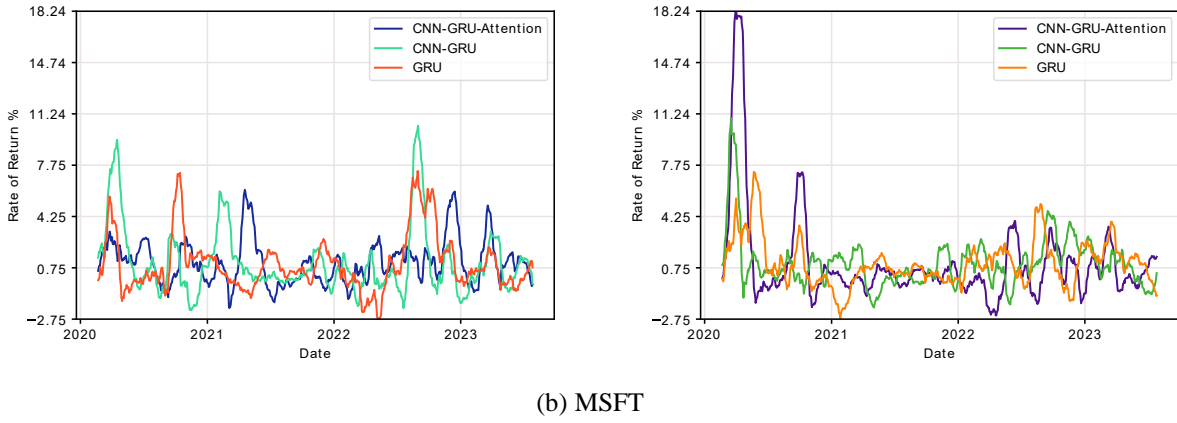 18.24
14.74
11.24
7.75
4.25
0.75
−2.75
Rate of Return %
2020
2021
2022
2023
Date
CNN-GRU-Attention
CNN-GRU
GRU
18.24
14.74
11.24
7.75
4.25
0.75
−2.75
Rate of Return %
2020
2021
2022
2023
Date
CNN-GRU-Attention
CNN-GRU
GRU
(b) MSFT